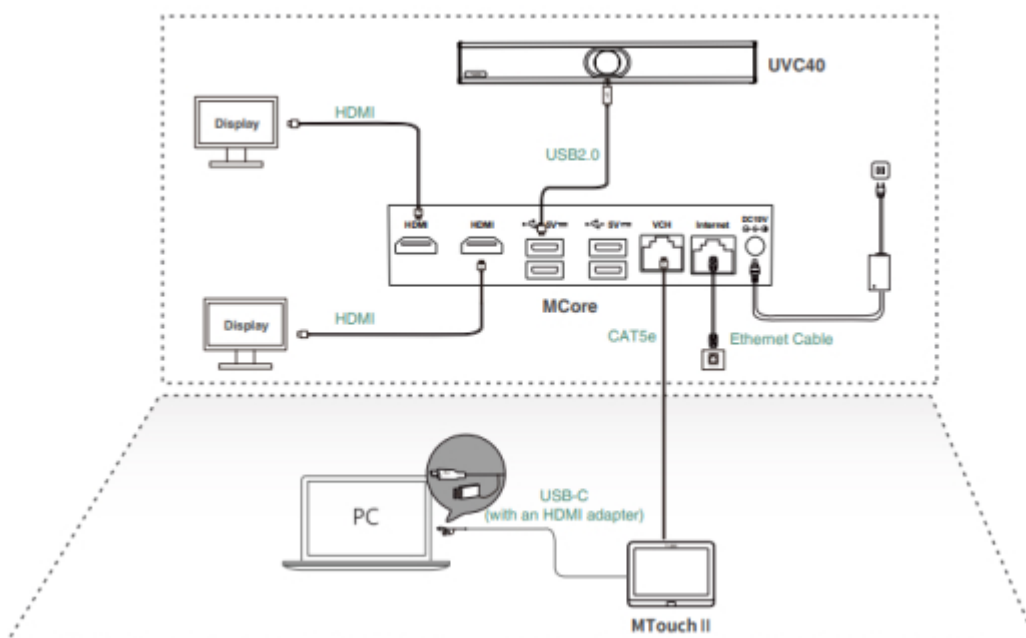 UVC40
HDMI
Display
USB2.0
HDMI
HDMI
5V
5V
VCH
Internet
DC19V
MCore
Display
HDMI
CAT5e
Ethernet Cable
PC
USB-C
(with an HDMI adapter)
MTouch II